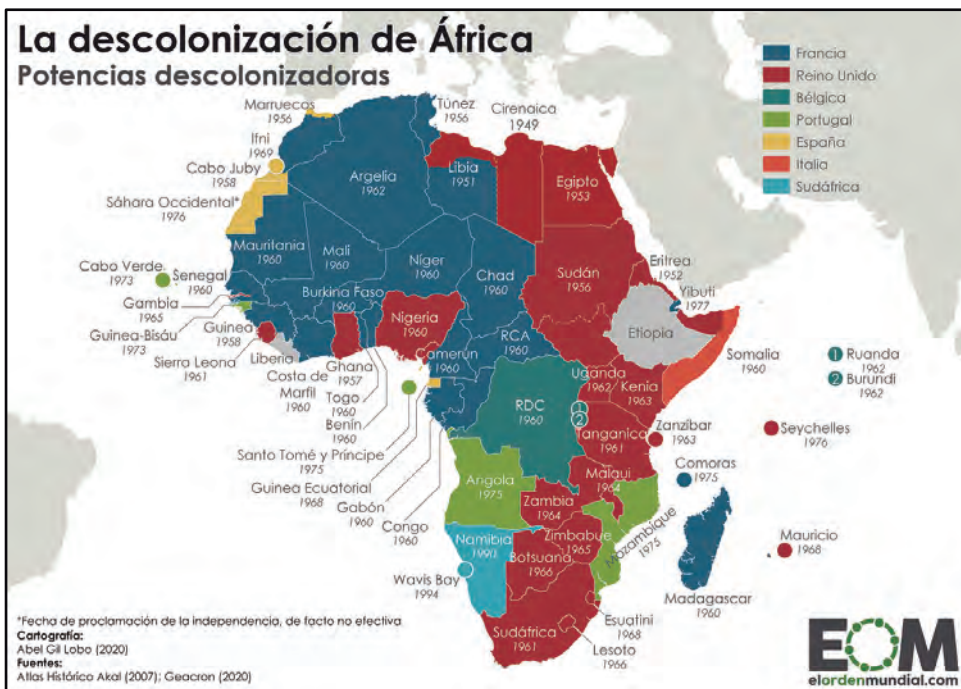 La descolonización de África
Potencias descolonizadoras
Francia
Reino Unido
Bélgica
Portugal
España
Italia
Sudáfrica
Marruecos
1956
Túnez
1956
Cirenaica
1949
Ifni
1969
Cabo Juby
1958
Sáhara Occidental*
1976
Argelia
1962
Libia
1951
Egipto
1953
Mauritania
1960
Malí
1960
Níger
1960
Chad
1960
Sudán
1956
Eritrea
1952
Yibuti
1977
Cabo Verde
1973
Senegal
1960
Gambia
1965
Guinea-Bisáu
1973
Guinea
1958
Sierra Leona
1961
Liberia
Costa de
Marfil
1960
Burkina Faso
1960
Ghana
1957
Togo
1960
Benín
1960
Nigeria
1960
Camerún
1960
RCA
1960
Etiopia
Somalia
1960
1 Ruanda
1962
2 Burundi
1962
Santo Tomé y Príncipe
1975
Guinea Ecuatorial
1968
Gabón
1960
Congo
1960
RDC
1960
Uganda
1962
Kenia
1963
1
2
Tanganica
1961
Zanzíbar
1963
Seychelles
1976
Comoras
1975
Angola
1975
Malaui
1964
Zambia
1964
Mozambique
1975
Zimbabue
1965
Namibia
1990
Botsuana
1966
Wavis Bay
1994
Mauricio
1968
Madagascar
1960
Sudáfrica
1961
Esuatini
1968
Lesoto
1966
*Fecha de proclamación de la independencia, de facto no efectiva
Cartografía:
Abel Gil Lobo (2020)
Fuentes:
Atlas Histórico Akal (2007); Geacron (2020)
EOM
elordenmundial.com